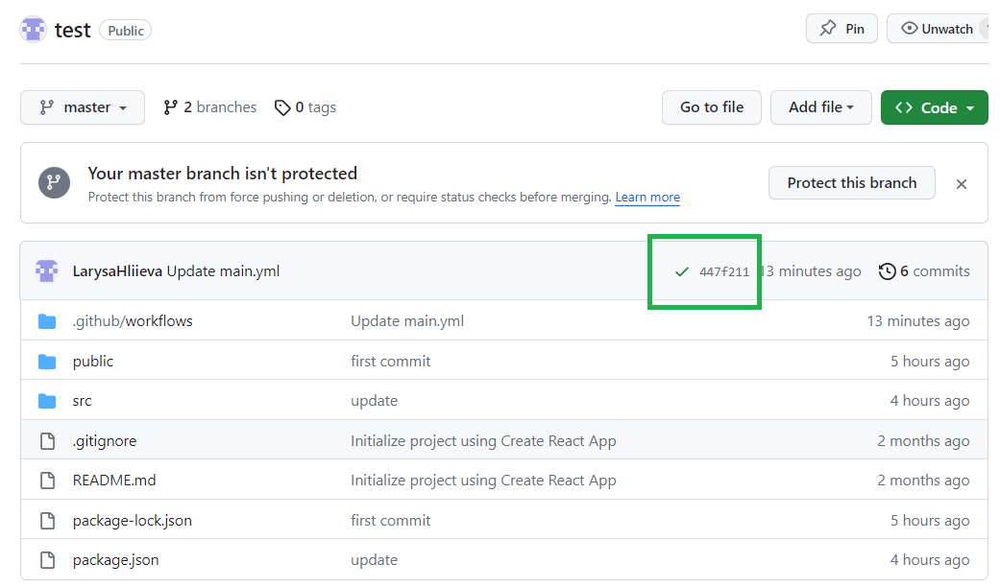 test Public Pin Unwatch
master 2 branches 0 tags Go to file Add file Code
Your master branch isn't protected
Protect this branch from force pushing or deletion, or require status checks before merging. Learn more
Protect this branch
LarysaHliieva Update main.yml 447f211 13 minutes ago 6 commits
.github/workflows Update main.yml 13 minutes ago
public first commit 5 hours ago
src update 4 hours ago
.gitignore Initialize project using Create React App 2 months ago
README.md Initialize project using Create React App 2 months ago
package-lock.json first commit 5 hours ago
package.json update 4 hours ago